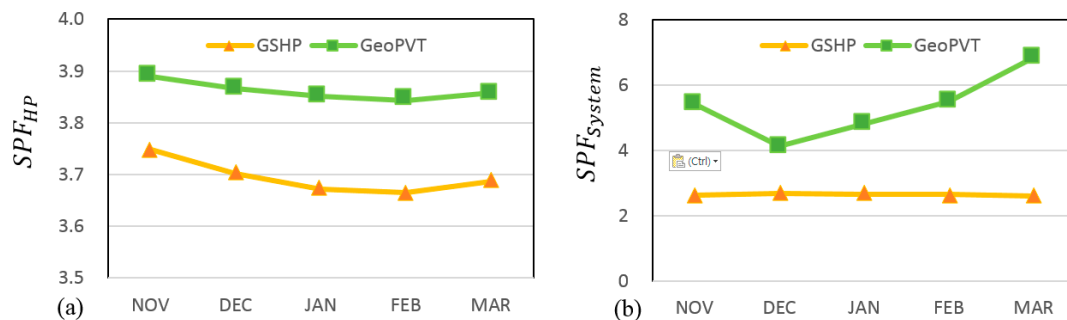 4.0
3.9
3.8
3.7
3.6
3.5
SPF_HP
GSHP GeoPVT
NOV DEC JAN FEB MAR
(a)
8
6
4
2
0
SPF_System
GSHP GeoPVT
(Ctrl)
NOV DEC JAN FEB MAR
(b)